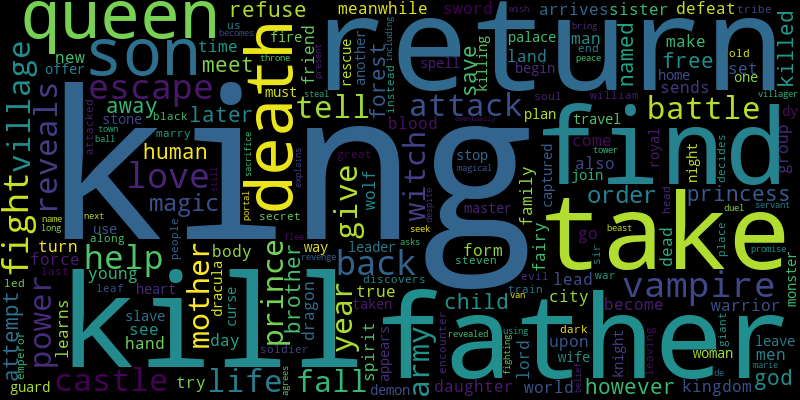 queen
son
king
return
kill
father
take
find
death
escape
village
reveals
fight
power
castle
life
fall
love
magic
human
mother
prince
brother
help
tell
give
year
back
attack
battle
vampire
witch
army
princess
order
named
killed
refuse
meanwhile
sword
arrives
sister
defeat
tribe
meet
time
us
fire
friend
rescue
another
save
killing
forest
instead
including
palace
land
begin
spell
soul
william
plan
man
end
peace
make
free
home
wish
bring
becomes
throne
steal
present
new
offer
away
later
must
stone
black
town
ball
marry
attacked
sacrifice
still
great
secret
portal
explains
wolf
blood
stop
magical
master
despite
seek
asks
leader
family
form
fairy
captured
travel
come
also
join
royal
night
tower
decides
set
old
one
villager
group
dy
go
sir
war
head
dead
duel
beast
place
servant
promise
monster
warrior
city
become
upon
wife
knight
leaving
woman
kingdom
men
leave
god
giant
lord
world
dark
however
child
daughter
steven
evil
lead
train
van
encounter
revealed
using
fighting
belief
de
marie
true
taken
appears
discovers
spirit
demon
way
dragon
flee
revenge
soldier
agrees
body
dracula
curse
day
people
heart
hand
see
slave
young
along
use
turn
force
last
name
long
next
leaf
led
learns
attempt
emperor
guard
try